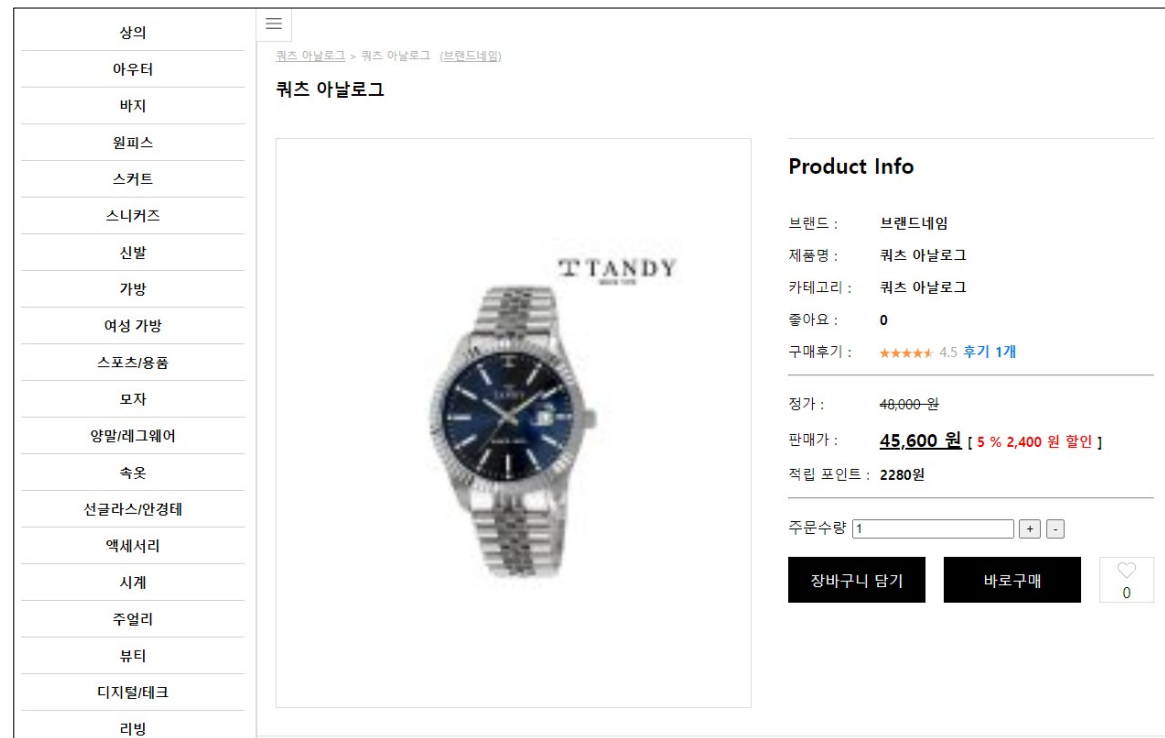 상의
아우터
바지
원피스
스커트
스니커즈
신발
가방
여성 가방
스포츠/용품
모자
양말/레그웨어
속옷
선글라스/안경테
액세서리
시계
주얼리
뷰티
디지털/테크
리빙
쿼츠 아날로그 > 쿼츠 아날로그 (브랜드네임)
쿼츠 아날로그
TANDY
TANDY
Product Info
브랜드 : 브랜드네임
제품명 : 쿼츠 아날로그
카테고리 : 쿼츠 아날로그
좋아요 : 0
구매후기 : 4.5 후기 1개
정가 : 48,000 원
판매가 : 45,600 원 [ 5 % 2,400 원 할인 ]
적립 포인트 : 2280원
주문수량 1 + -
장바구니 담기 바로구매 0